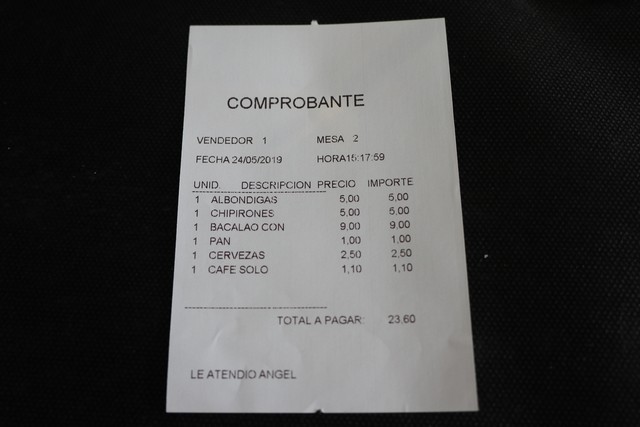 COMPROBANTE
VENDEDOR 1 MESA 2
FECHA 24/05/2019 HORA15:17:59
UNID. DESCRIPCION PRECIO IMPORTE
1 ALBONDIGAS 5,00 5,00
1 CHIPIRONES 5,00 5,00
1 BACALAO CON 9,00 9,00
1 PAN 1,00 1,00
1 CERVEZAS 2,50 2,50
1 CAFE SOLO 1,10 1,10
TOTAL A PAGAR: 23,60
LE ATENDIO ANGEL